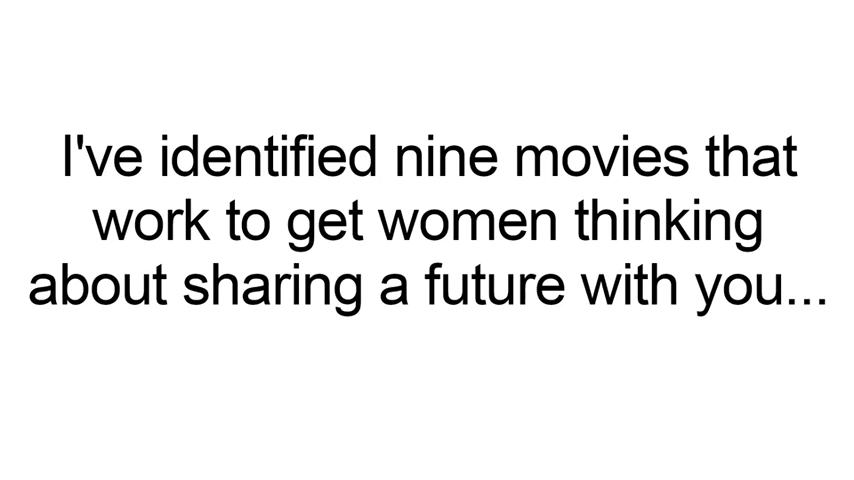 I've identified nine movies that
work to get women thinking
about sharing a future with you...